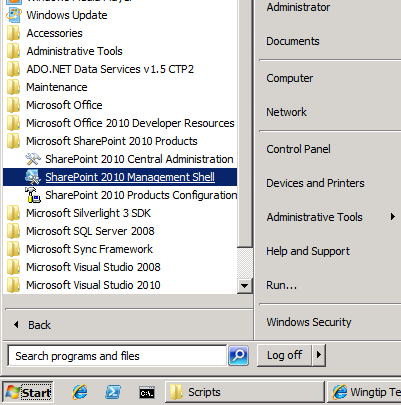 Windows Update
Accessories
Administrative Tools
ADO.NET Data Services v1.5 CTP2
Maintenance
Microsoft Office
Microsoft Office 2010 Developer Resources
Microsoft SharePoint 2010 Products
SharePoint 2010 Central Administration
SharePoint 2010 Management Shell
SharePoint 2010 Products Configuration
Microsoft Silverlight 3 SDK
Microsoft SQL Server 2008
Microsoft Sync Framework
Microsoft Visual Studio 2008
Microsoft Visual Studio 2010
Back
Search programs and files
Administrator
Documents
Computer
Network
Control Panel
Devices and Printers
Administrative Tools
Help and Support
Run...
Windows Security
Log off
Start
Scripts
Wingtip Te